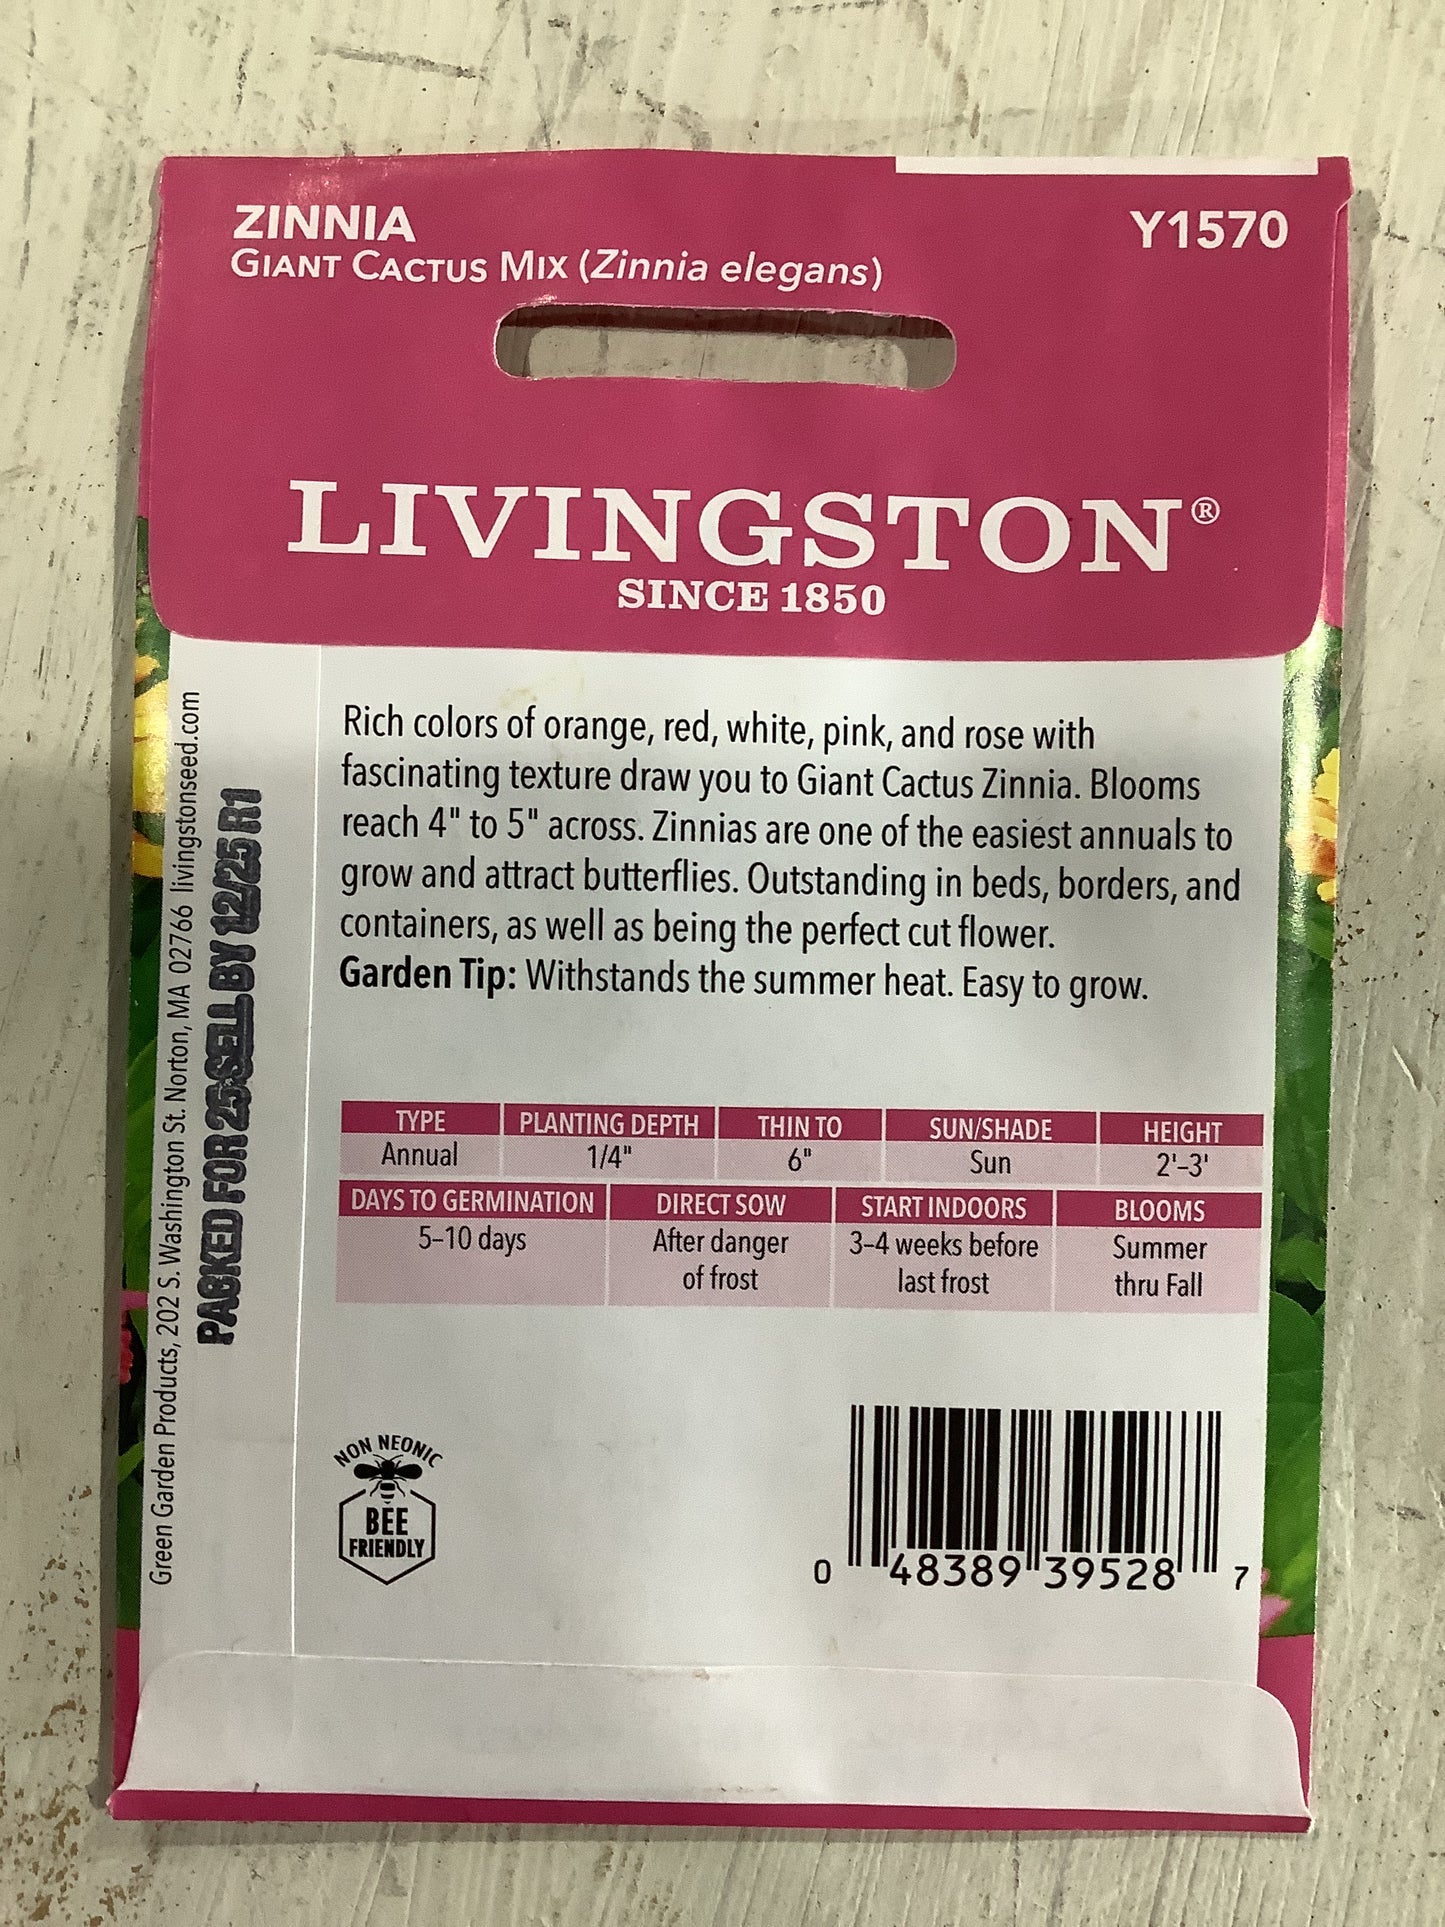 ZINNIA
GIANT CACTUS MIX (Zinnia elegans)
Y1570
LIVINGSTON®
SINCE 1850
Rich colors of orange, red, white, pink, and rose with
fascinating texture draw you to Giant Cactus Zinnia. Blooms
reach 4" to 5" across. Zinnias are one of the easiest annuals to
grow and attract butterflies. Outstanding in beds, borders, and
containers, as well as being the perfect cut flower.
Garden Tip: Withstands the summer heat. Easy to grow.
TYPE PLANTING DEPTH THIN TO SUN/SHADE HEIGHT
Annual 1/4" 6" Sun 2'–3'
DAYS TO GERMINATION DIRECT SOW START INDOORS BLOOMS
5–10 days After danger 3–4 weeks before Summer
of frost last frost thru Fall
NON NEONIC
BEE
FRIENDLY
0 48389 39528 7
Green Garden Products, 202 S. Washington St. Norton, MA 02766 livingstonseed.com
PACKED FOR 25 SELL BY 12/25 R1